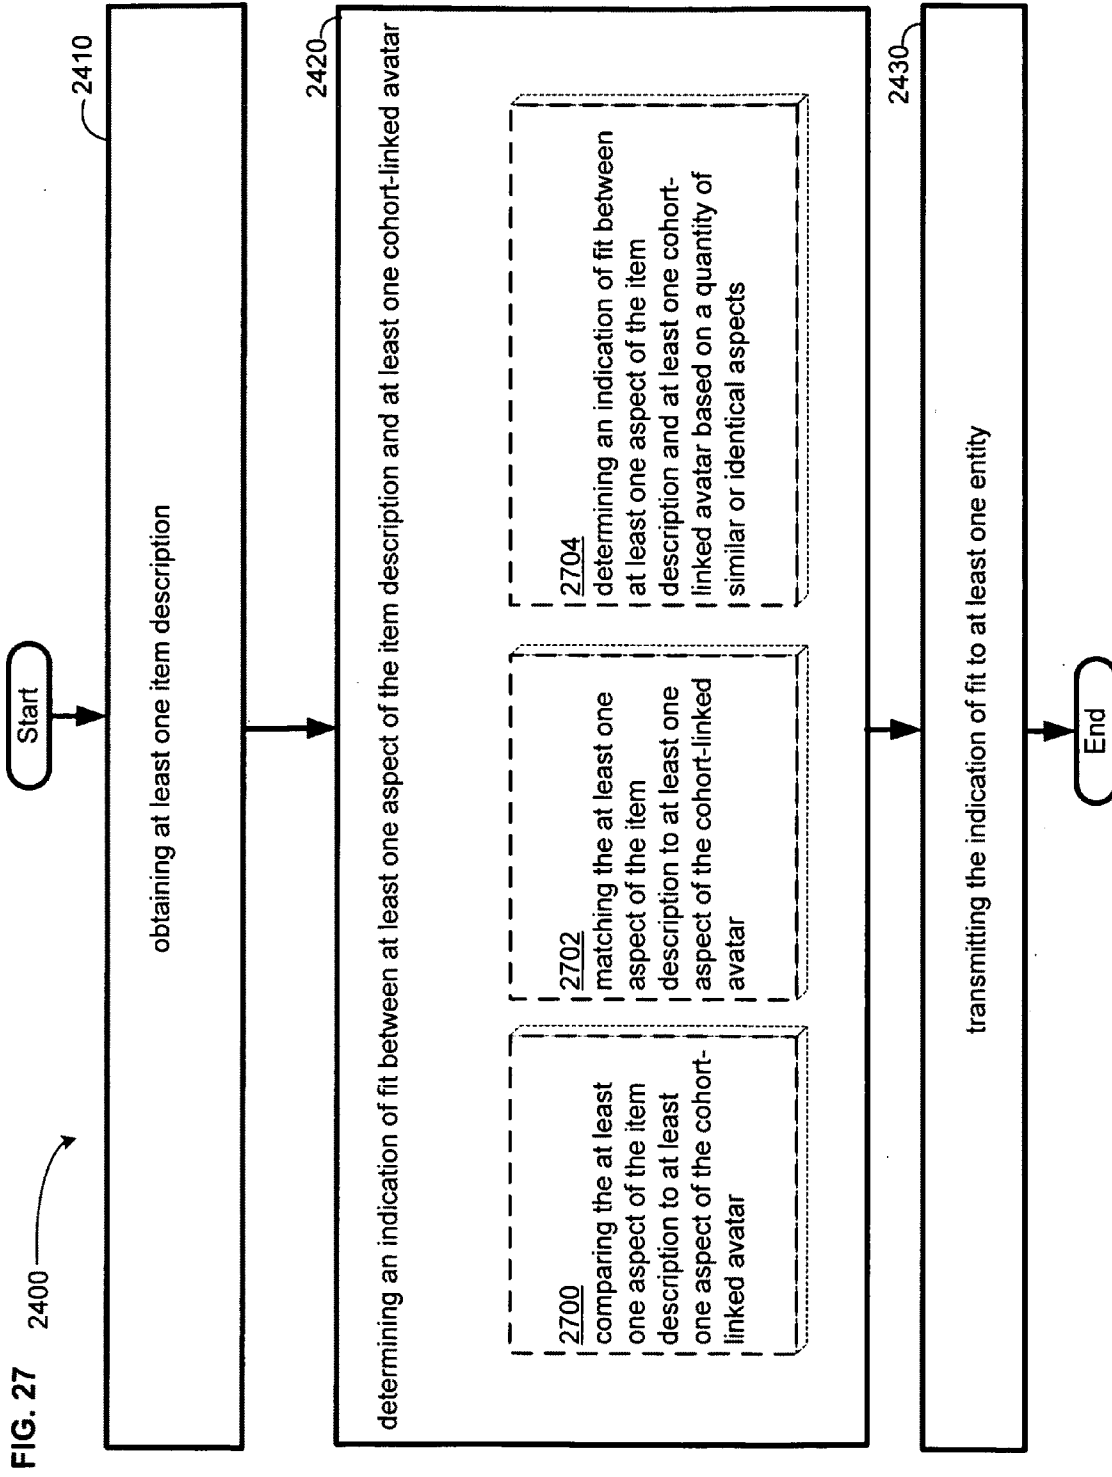 FIG. 27
2400
Start
2410
obtaining at least one item description
2420
determining an indication of fit between at least one aspect of the item description and at least one cohort-linked avatar
2700
comparing the at least
one aspect of the item
description to at least
one aspect of the cohort-
linked avatar
2702
matching the at least one
aspect of the item
description to at least one
aspect of the cohort-linked
avatar
2704
determining an indication of fit between
at least one aspect of the item
description and at least one cohort-
linked avatar based on a quantity of
similar or identical aspects
2430
transmitting the indication of fit to at least one entity
End